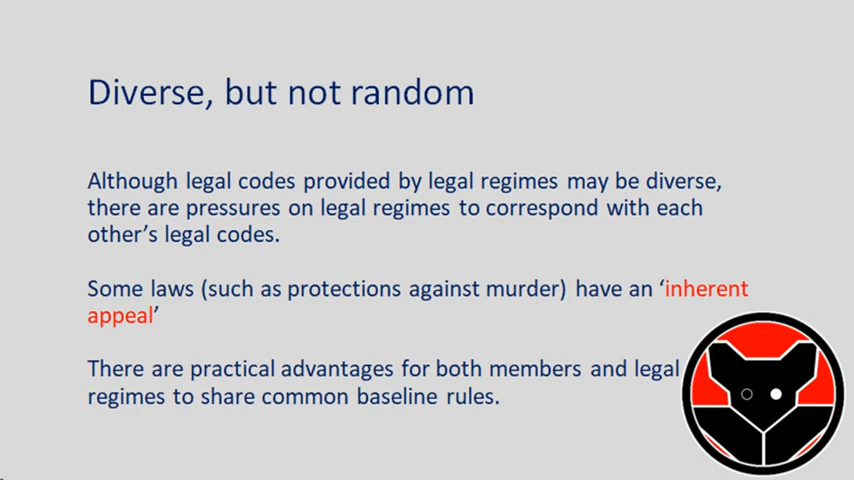 Diverse, but not random
Although legal codes provided by legal regimes may be diverse,
there are pressures on legal regimes to correspond with each
other’s legal codes.
Some laws (such as protections against murder) have an ‘inherent
appeal’
There are practical advantages for both members and legal
regimes to share common baseline rules.